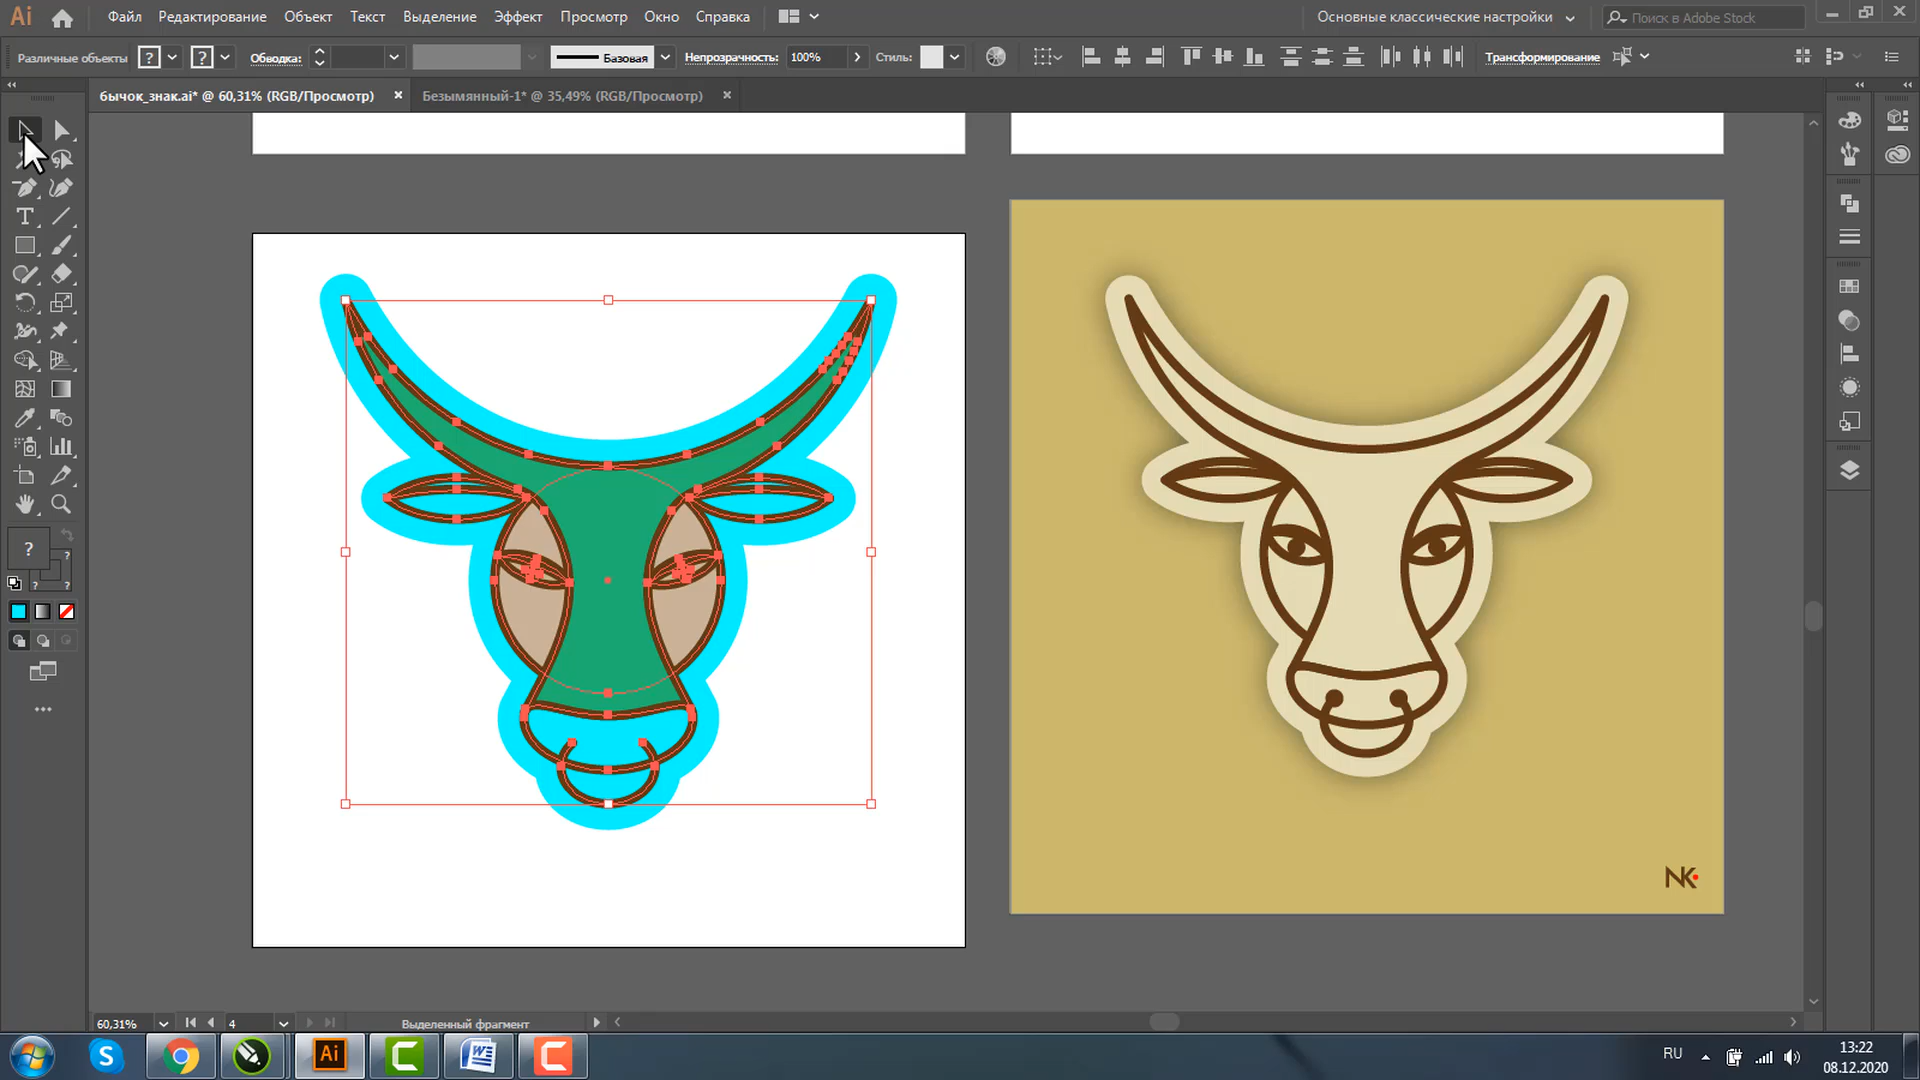 Ai Файл Редактирование Объект Текст Выделение Эффект Просмотр Окно Справка Основные классические настройки Поиск в Adobe Stock
Различные объекты ? ? Обводка: Базовая Непрозрачность: 100% Стиль: Трансформирование
бычок_знак.ai* @ 60,31% (RGB/Просмотр) × Безымянный-1* @ 35,49% (RGB/Просмотр) ×
T
?
?
? ?
NK
60,31% 4 Выделенный фрагмент
S Ai C W C RU 13:22
08.12.2020